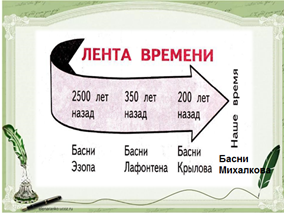 ЛЕНТА ВРЕМЕНИ
2500 лет
назад
350 лет
назад
200 лет
назад
Наше время
Басни
Эзопа
Басни
Лафонтена
Басни
Крылова
Басни
Михалкова